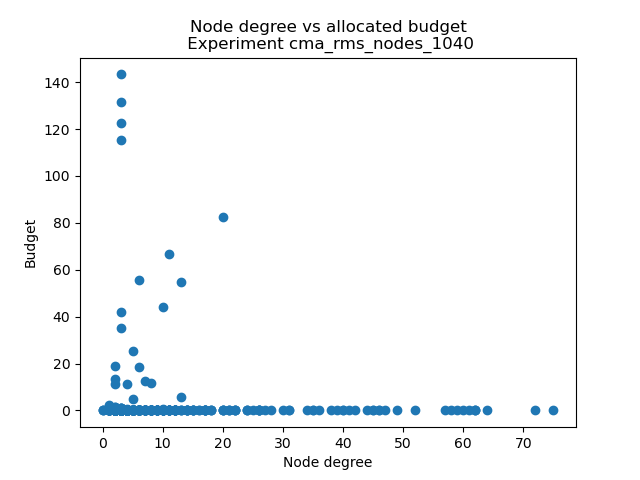 Node degree vs allocated budget
Experiment cma_rms_nodes_1040
140
120
100
80
60
40
20
0
Budget
0 10 20 30 40 50 60 70
Node degree